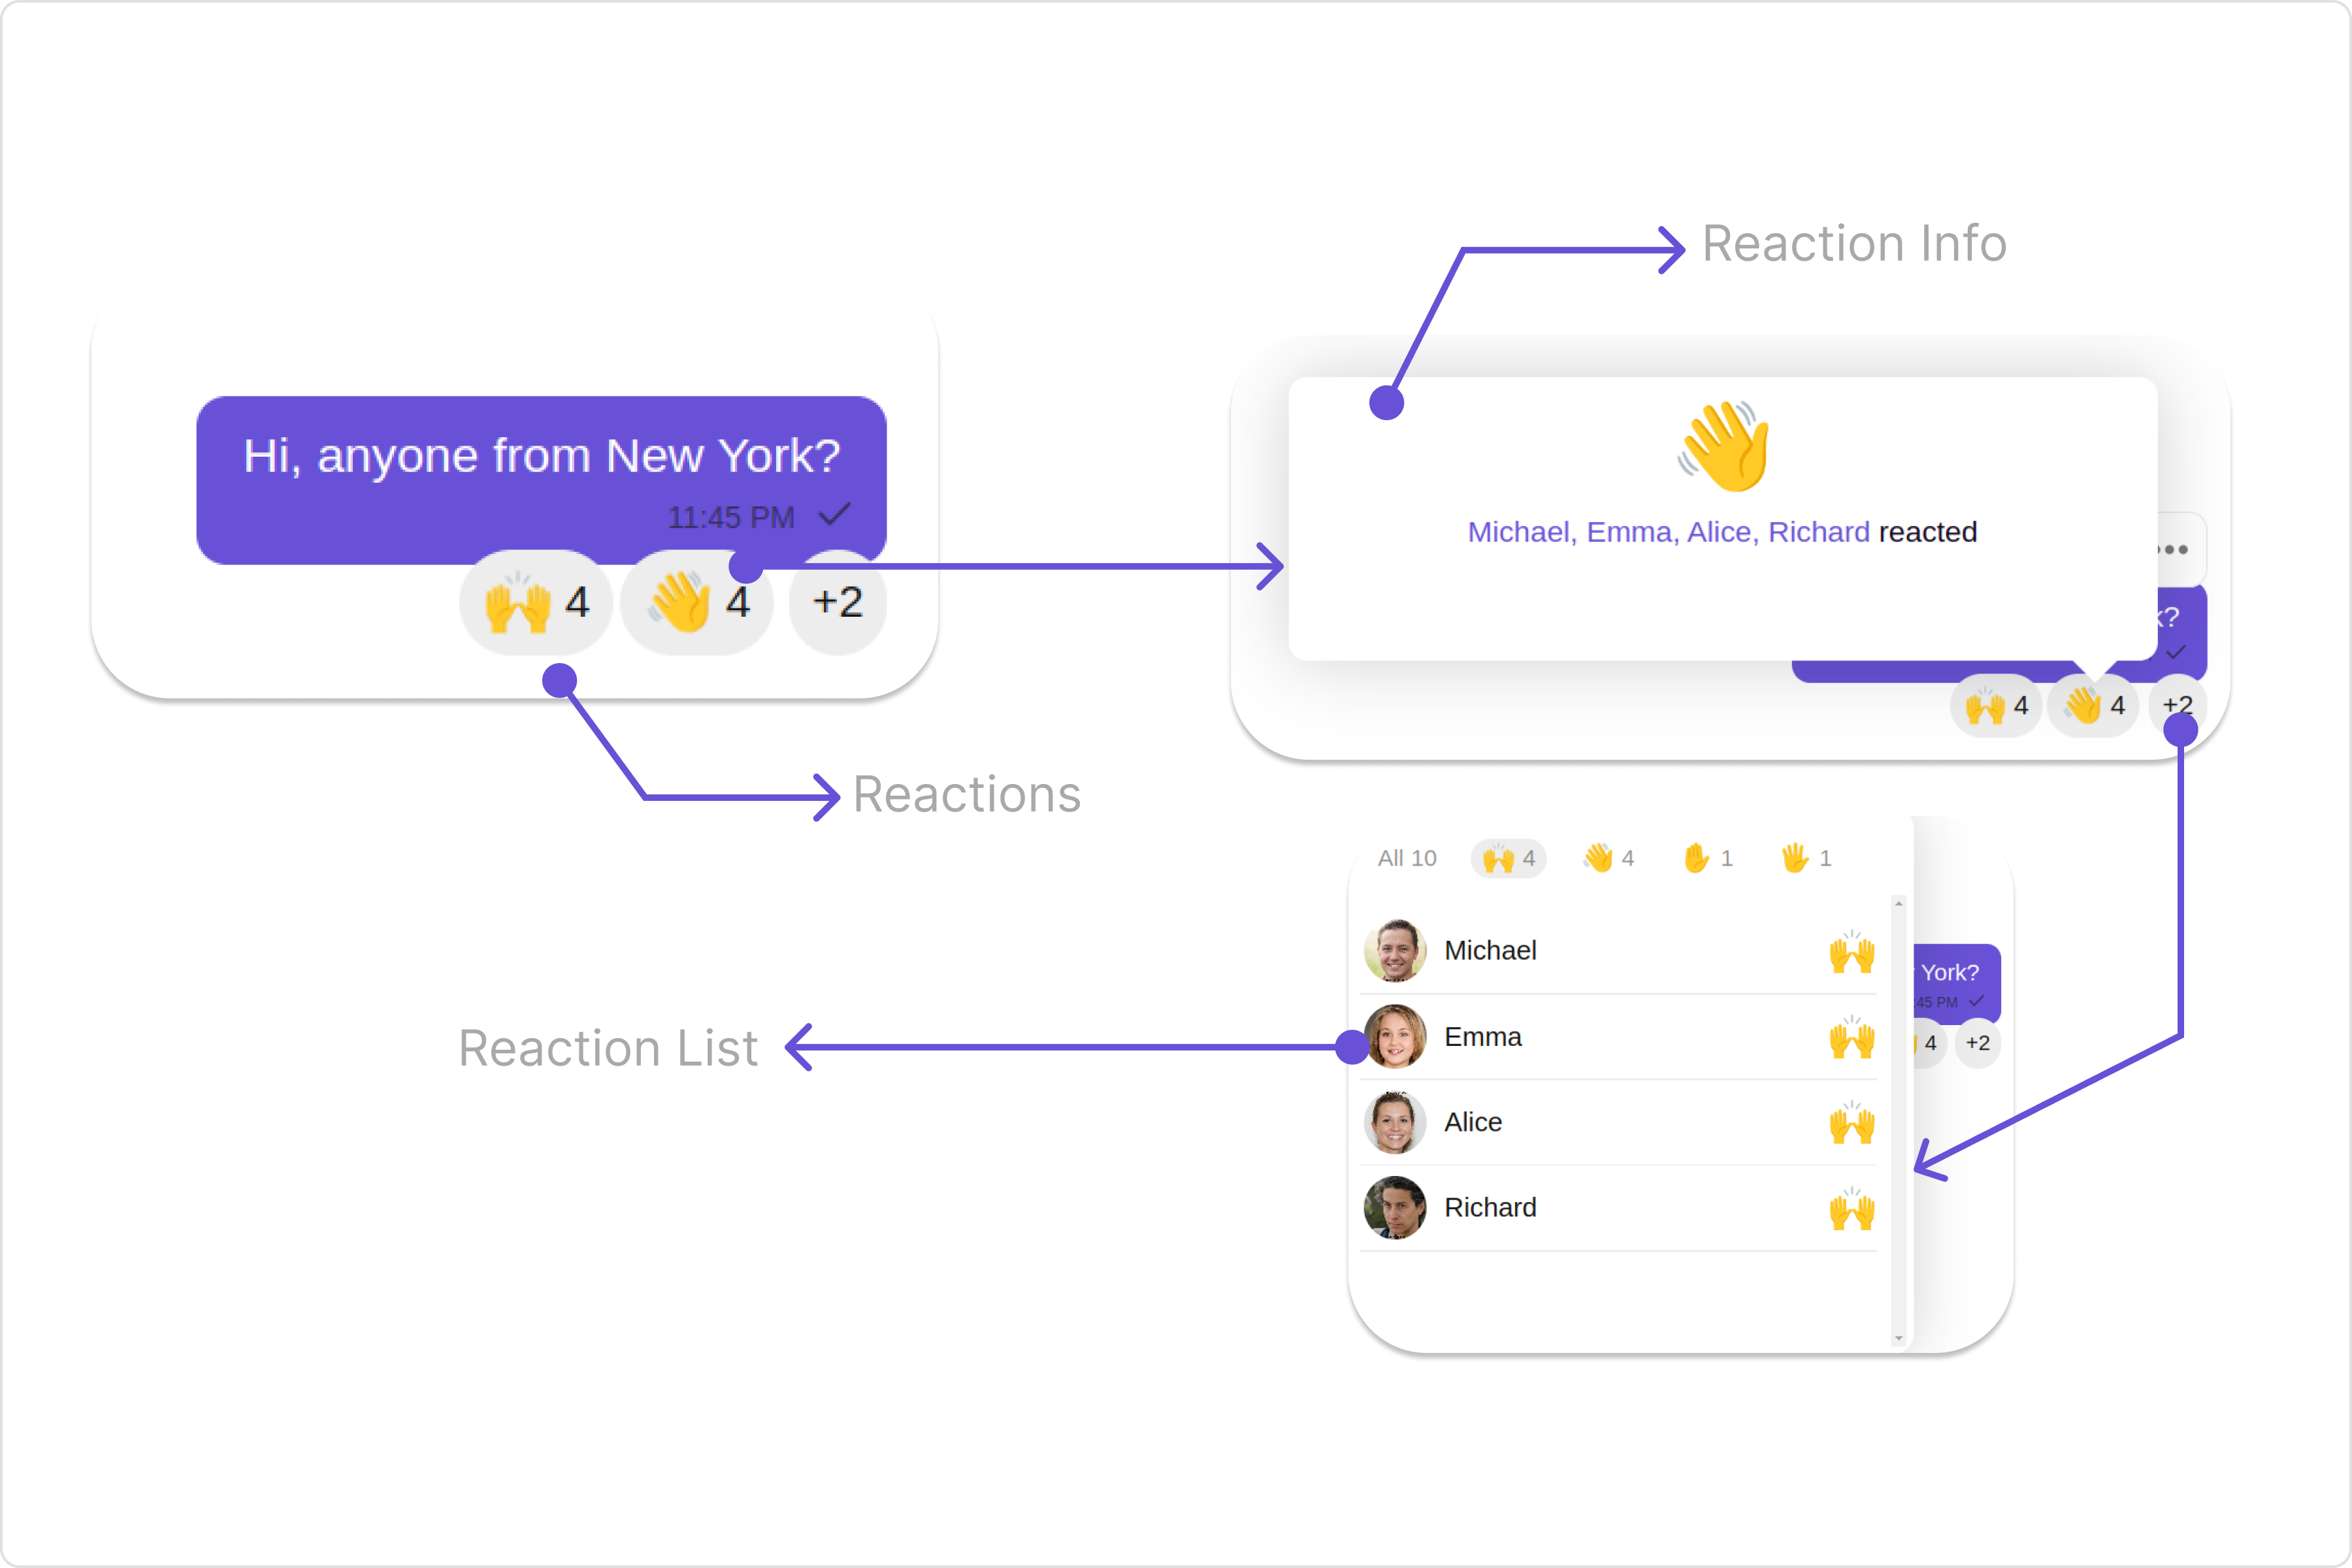 Reaction Info
Hi, anyone from New York?
11:45 PM
🙌 4 👋 4 +2
Reactions
👋
Michael, Emma, Alice, Richard reacted
?
🙌 4 👋 4 +2
All 10 🙌 4 👋 4 ✋ 1 🖐 1
Michael 🙌
Emma 🙌
Alice 🙌
Richard 🙌
York?
45 PM
4 +2
Reaction List